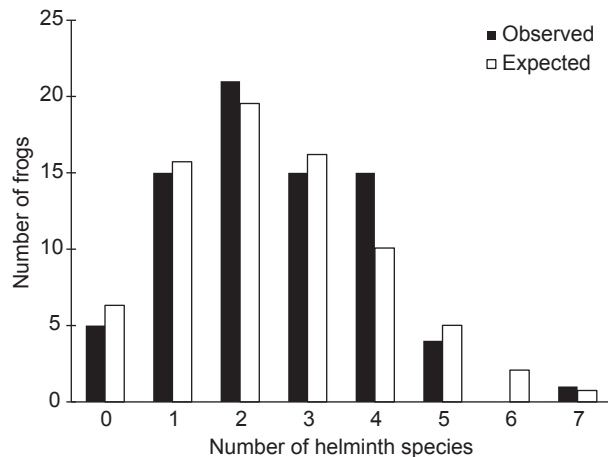 25
20
15
10
5
0
Number of frogs
Observed
Expected
0 1 2 3 4 5 6 7
Number of helminth species